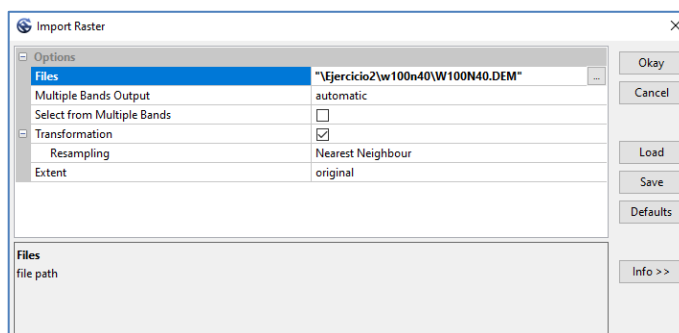 Import Raster
Options
Files "\Ejercicio2\w100n40\W100N40.DEM" ...
Multiple Bands Output automatic
Select from Multiple Bands
Transformation
Resampling Nearest Neighbour
Extent original
Okay
Cancel
Load
Save
Defaults
Info >>
Files
file path